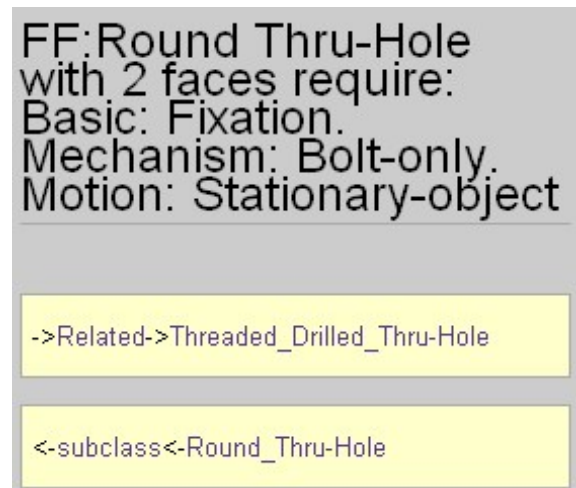 FF:Round Thru-Hole
with 2 faces require:
Basic: Fixation.
Mechanism: Bolt-only.
Motion: Stationary-object
->Related->Threaded_Drilled_Thru-Hole
<-subclass<-Round_Thru-Hole